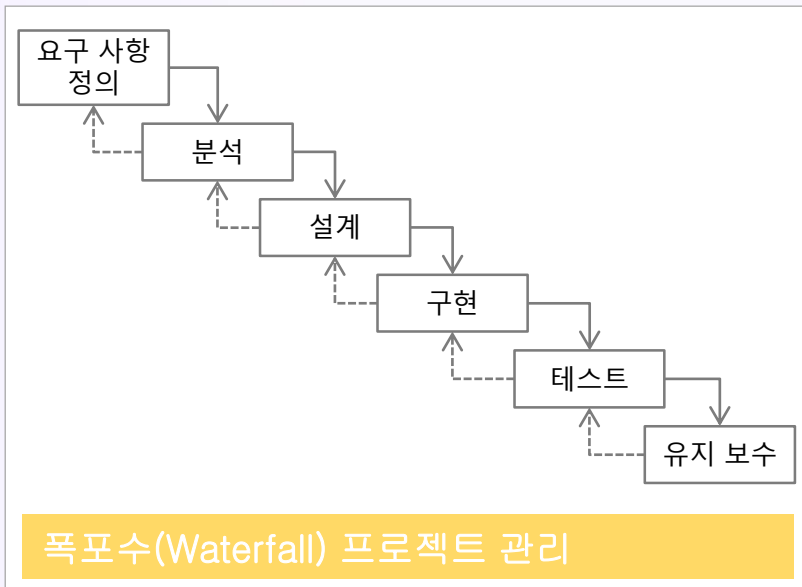 요구 사항
정의
분석
설계
구현
테스트
유지 보수
폭포수(Waterfall) 프로젝트 관리